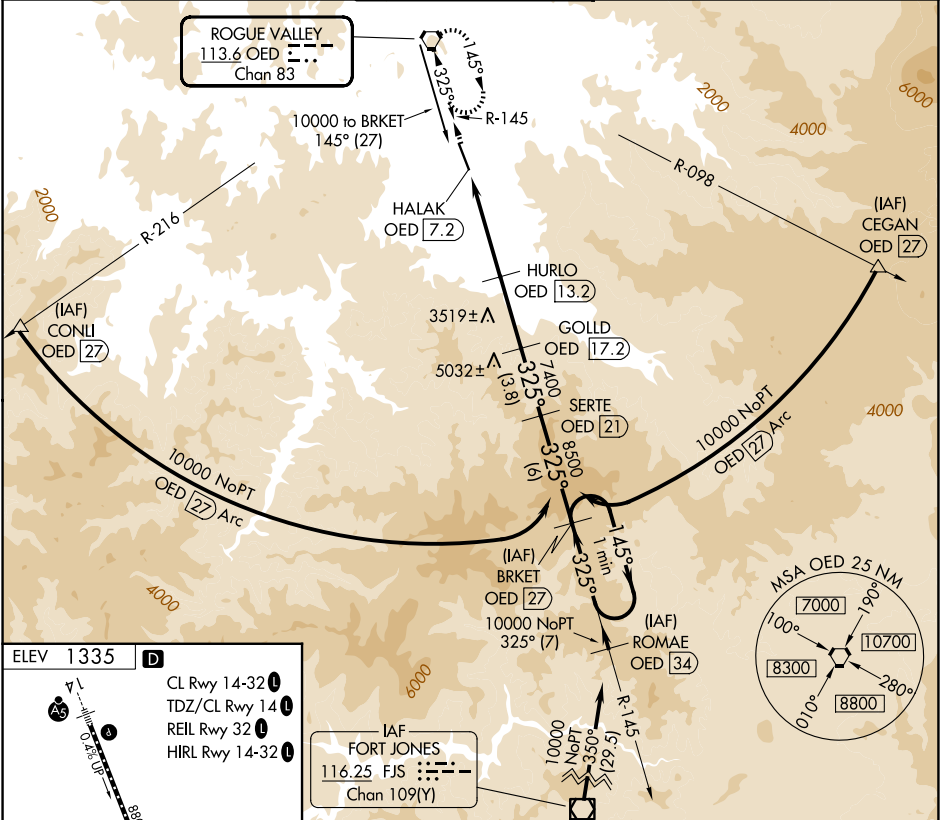 ROGUE VALLEY
113.6 OED
Chan 83
145°
325°
R-145
10000 to BRKET
145° (27)
2000
6000
4000
R-098
2000
R-216
HALAK
OED 7.2
(IAF)
CEGAN
OED 27
HURLO
OED 13.2
3519±
(IAF)
CONLI
OED 27
GOLLD
OED 17.2
5032±
7400
325°
(3.8)
SERTE
OED 21
4000
10000 NoPT
OED 27 Arc
10000 NoPT
OED 27 Arc
8500
325°
(6)
145°
1 min
325°
(IAF)
BRKET
OED 27
10000 NoPT
325° (7)
(IAF)
ROMAE
OED 34
R-145
4000
6000
MSA OED 25 NM
7000
190°
100°
10700
8300
280°
8800
010°
ELEV 1335 D
CL Rwy 14-32 L
TDZ/CL Rwy 14 L
REIL Rwy 32 L
HIRL Rwy 14-32 L
14
A5
0.4% UP
IAF
FORT JONES
116.25 FJS
Chan 109(Y)
10000
NoPT
350°
(29.5)